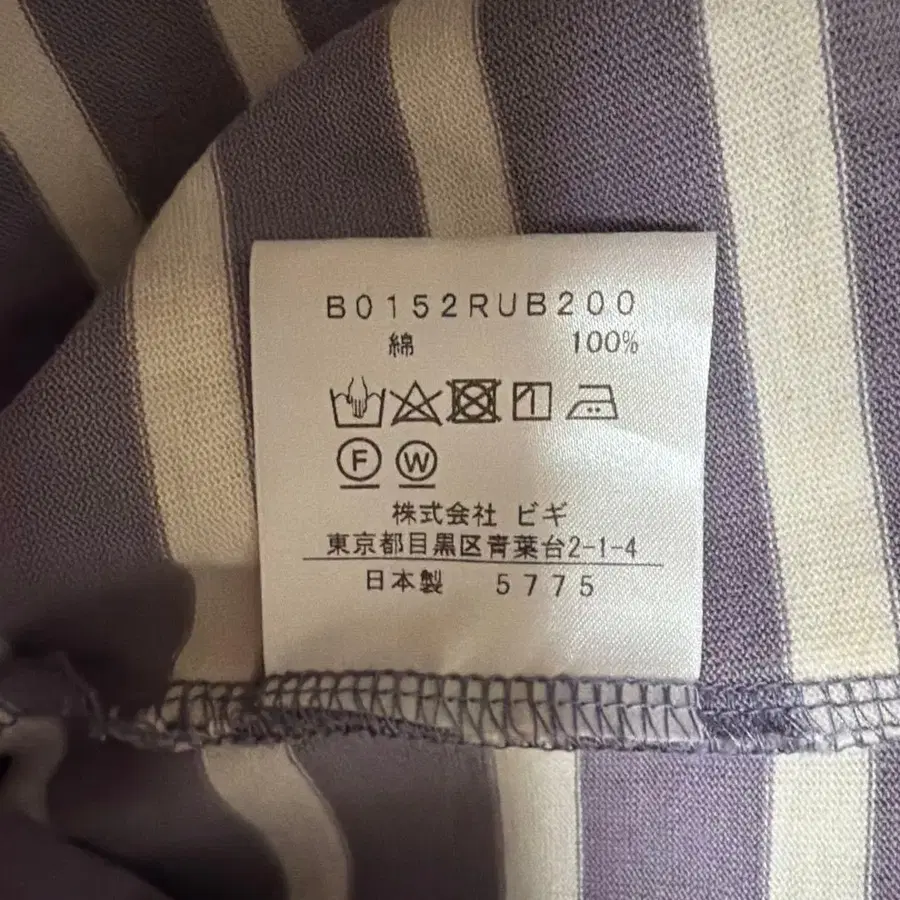 B0152RUB200
綿 100%
F W
株式会社 ビギ
東京都目黒区青葉台2-1-4
日本製 5775